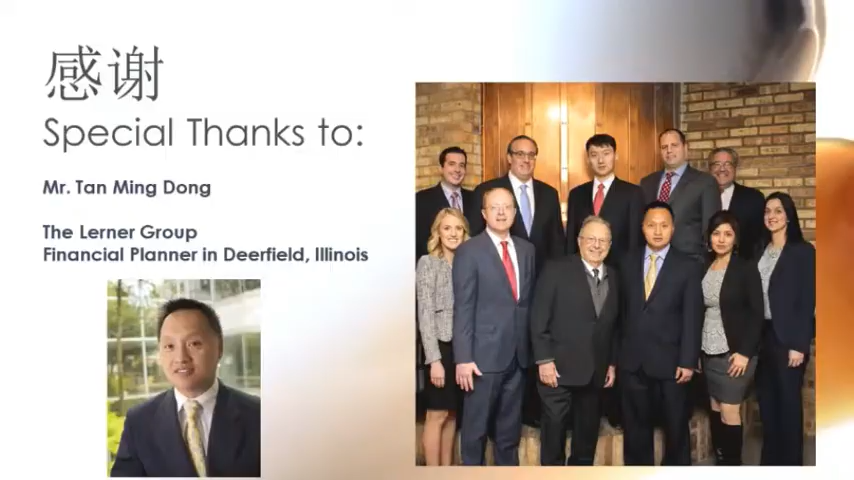 感谢
Special Thanks to:
Mr. Tan Ming Dong
The Lerner Group
Financial Planner in Deerfield, Illinois